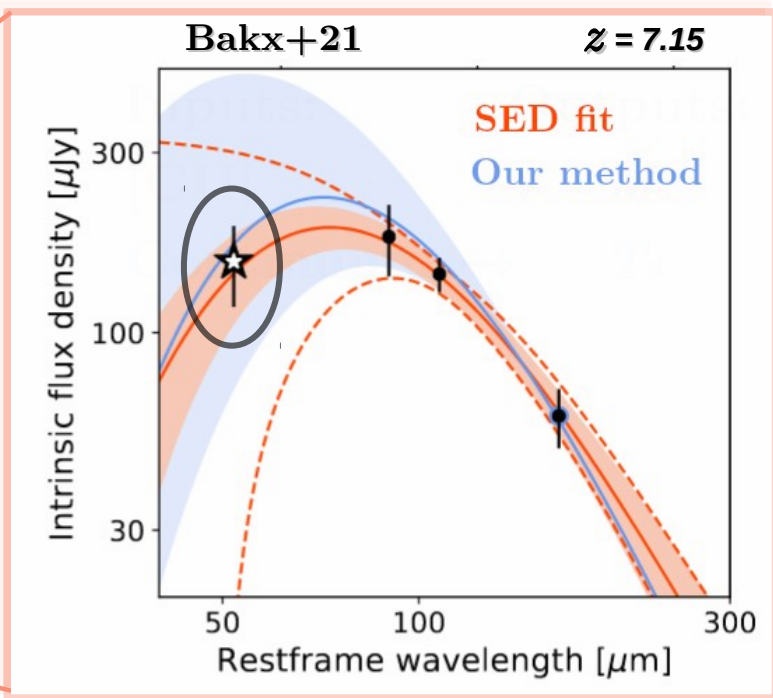 Bakx+21
z = 7.15
SED fit
Our method
Intrinsic flux density [μJy]
300
100
30
50
100
300
Restframe wavelength [μm]